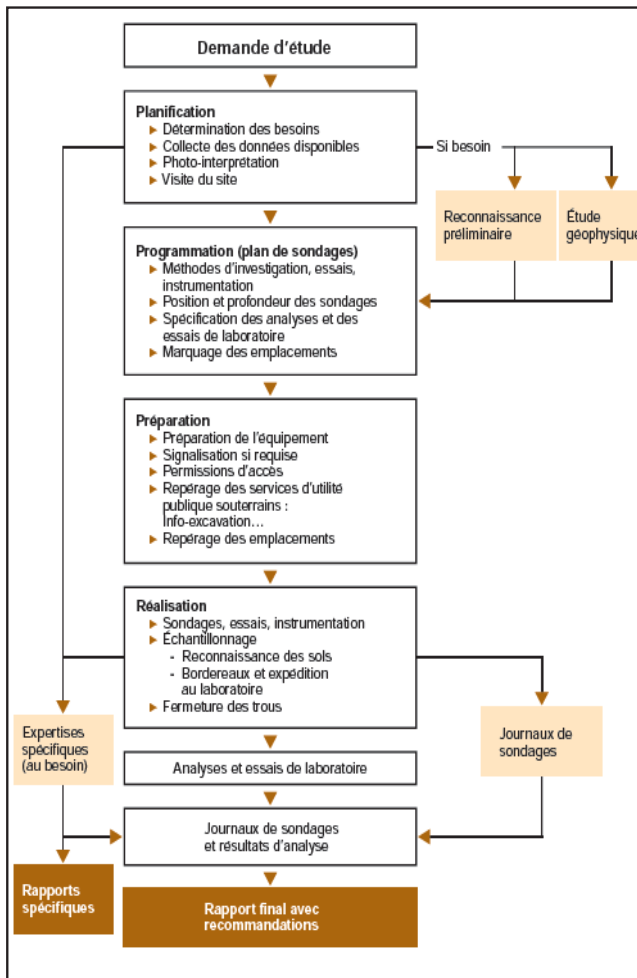 Demande d'étude
Planification
Détermination des besoins
Collecte des données disponibles
Photo-interprétation
Visite du site
Si besoin
Reconnaissance
préliminaire
Étude
géophysique
Programmation (plan de sondages)
Méthodes d'investigation, essais,
instrumentation
Position et profondeur des sondages
Spécification des analyses et des
essais de laboratoire
Marquage des emplacements
Préparation
Préparation de l'équipement
Signalisation si requise
Permissions d'accès
Repérage des services d'utilité
publique souterrains :
Info-excavation…
Repérage des emplacements
Réalisation
Sondages, essais, instrumentation
Échantillonnage
- Reconnaissance des sols
- Bordereaux et expédition
au laboratoire
Fermeture des trous
Expertises
spécifiques
(au besoin)
Journaux de
sondages
Analyses et essais de laboratoire
Journaux de sondages
et résultats d'analyse
Rapports
spécifiques
Rapport final avec
recommandations